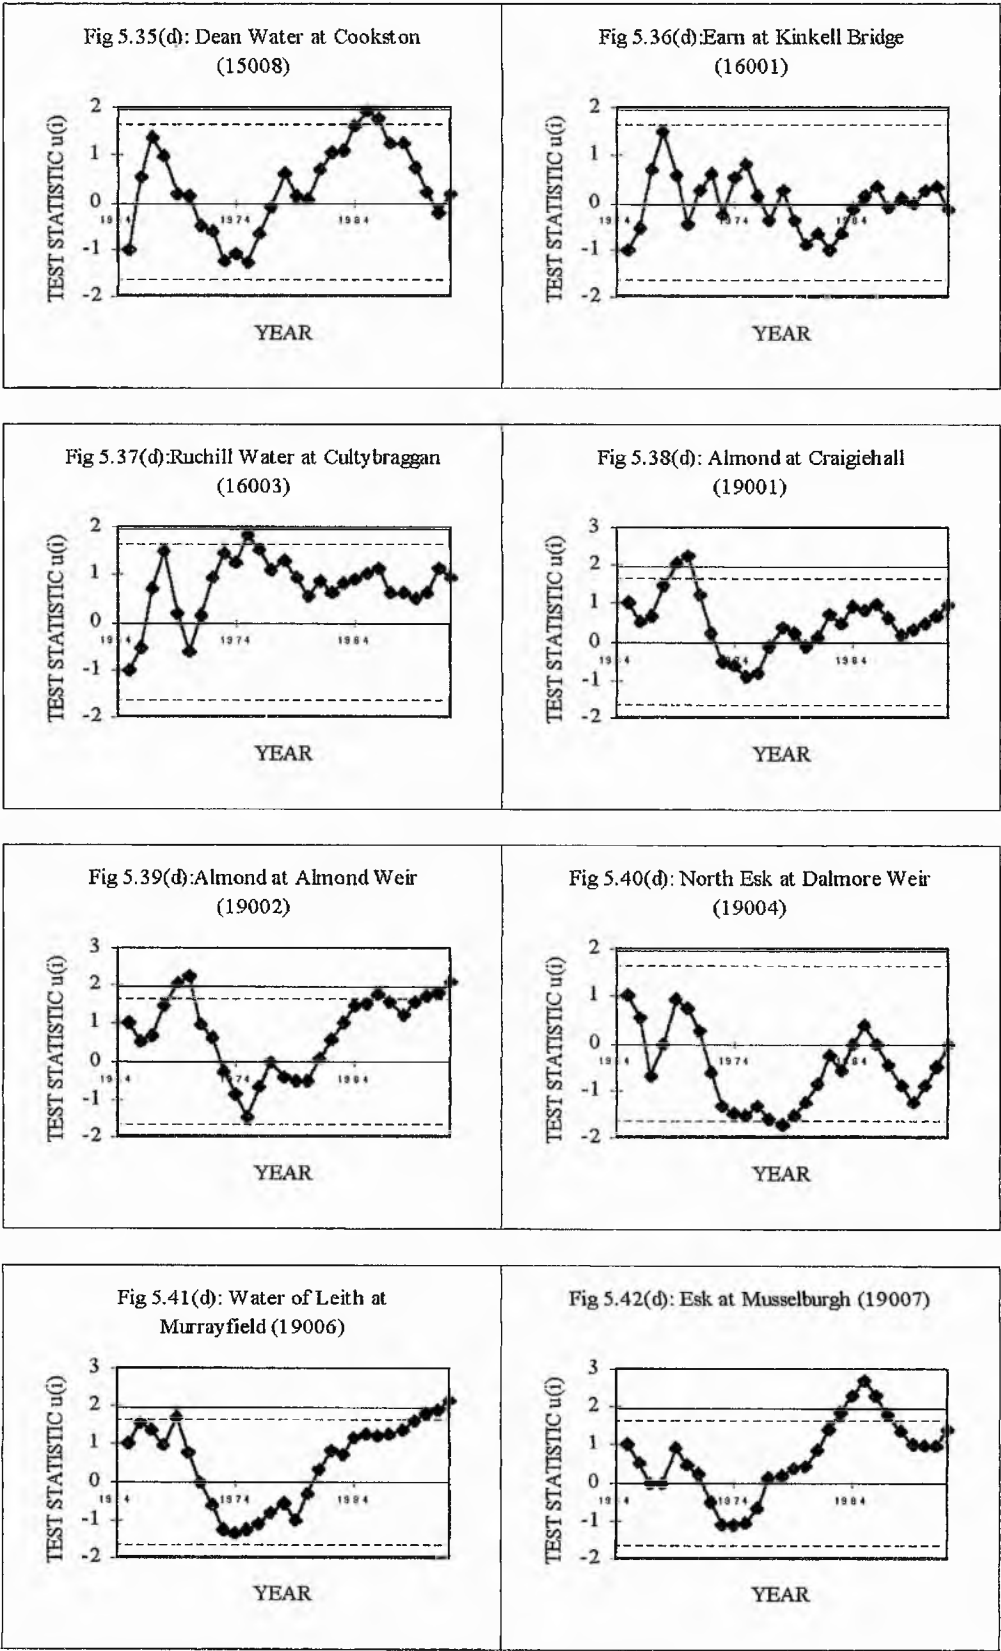 Fig 5.35(d): Dean Water at Cookston
(15008)
TEST STATISTIC u(i)
2
1
0
-1
-2
1974
1984
YEAR
Fig 5.36(d):Earn at Kinkell Bridge
(16001)
TEST STATISTIC u(i)
2
1
0
-1
-2
1974
1984
YEAR
Fig 5.37(d):Ruchill Water at Cultybraggan
(16003)
TEST STATISTIC u(i)
2
1
0
-1
-2
1974
1984
YEAR
Fig 5.38(d): Almond at Craigiehall
(19001)
TEST STATISTIC u(i)
3
2
1
0
-1
-2
1974
1984
YEAR
Fig 5.39(d):Almond at Almond Weir
(19002)
TEST STATISTIC u(i)
3
2
1
0
-1
-2
1974
1984
YEAR
Fig 5.40(d): North Esk at Dalmore Weir
(19004)
TEST STATISTIC u(i)
2
1
0
-1
-2
1974
1984
YEAR
Fig 5.41(d): Water of Leith at
Murrayfield (19006)
TEST STATISTIC u(i)
3
2
1
0
-1
-2
1974
1984
YEAR
Fig 5.42(d): Esk at Musselburgh (19007)
TEST STATISTIC u(i)
3
2
1
0
-1
-2
1974
1984
YEAR